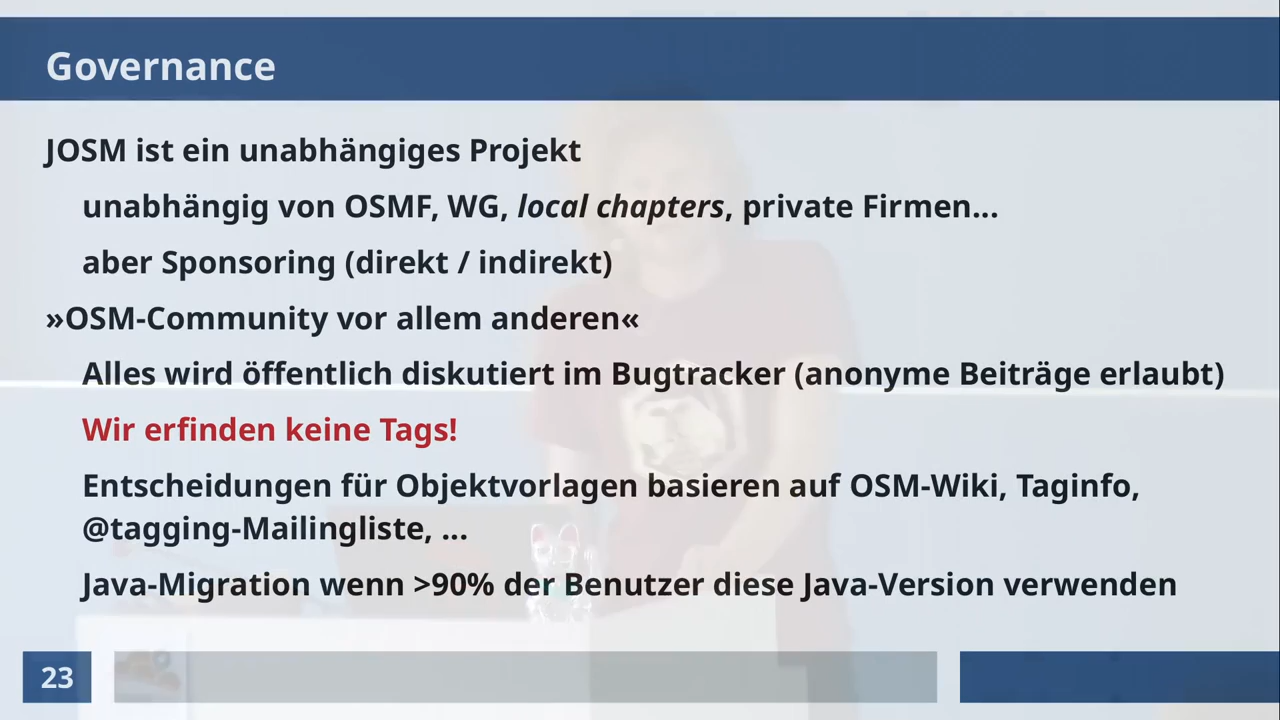 Governance
JOSM ist ein unabhängiges Projekt
unabhängig von OSMF, WG, local chapters, private Firmen...
aber Sponsoring (direkt / indirekt)
»OSM-Community vor allem anderen«
Alles wird öffentlich diskutiert im Bugtracker (anonyme Beiträge erlaubt)
Wir erfinden keine Tags!
Entscheidungen für Objektvorlagen basieren auf OSM-Wiki, Taginfo,
@tagging-Mailingliste, ...
Java-Migration wenn >90% der Benutzer diese Java-Version verwenden
23